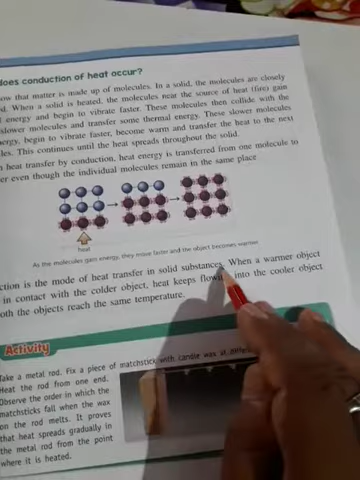 does conduction of heat occur?
ow that matter is made up of molecules. In a solid, the molecules are closely
d. When a solid is heated, the molecules near the source of heat (fire) gain
l energy and begin to vibrate faster. These molecules then collide with the
slower molecules and transfer some thermal energy. These slower molecules
nergy, begin to vibrate faster, become warm and transfer the heat to the next
les. This continues until the heat spreads throughout the solid.
n heat transfer by conduction, heat energy is transferred from one molecule to
er even though the individual molecules remain in the same place
heat
As the molecules gain energy, they move faster and the object becomes warmer
ction is the mode of heat transfer in solid substances. When a warmer object
in contact with the colder object, heat keeps flowing into the cooler object
oth the objects reach the same temperature.
Activity
Take a metal rod. Fix a piece of matchstick with candle wax at
Heat the rod from one end.
Observe the order in which the
matchsticks fall when the wax
on the rod melts. It proves
that heat spreads gradually in
the metal rod from the point
where it is heated.